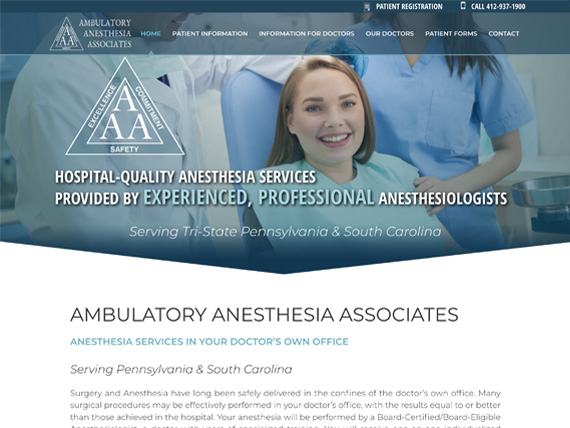 PATIENT REGISTRATION CALL 412-937-1900
AMBULATORY
ANESTHESIA
ASSOCIATES
HOME PATIENT INFORMATION INFORMATION FOR DOCTORS OUR DOCTORS PATIENT FORMS CONTACT
EXCELLENCE
COMMITMENT
A
AA
SAFETY
HOSPITAL-QUALITY ANESTHESIA SERVICES
PROVIDED BY EXPERIENCED, PROFESSIONAL ANESTHESIOLOGISTS
Serving Tri-State Pennsylvania & South Carolina
AMBULATORY ANESTHESIA ASSOCIATES
ANESTHESIA SERVICES IN YOUR DOCTOR'S OWN OFFICE
Serving Pennsylvania & South Carolina
Surgery and Anesthesia have long been safely delivered in the confines of the doctor's own office. Many
surgical procedures may be effectively performed in your doctor's office, with the results equal to or better
than those achieved in the hospital. Your anesthesia will be performed by a Board-Certified/Board-Eligible